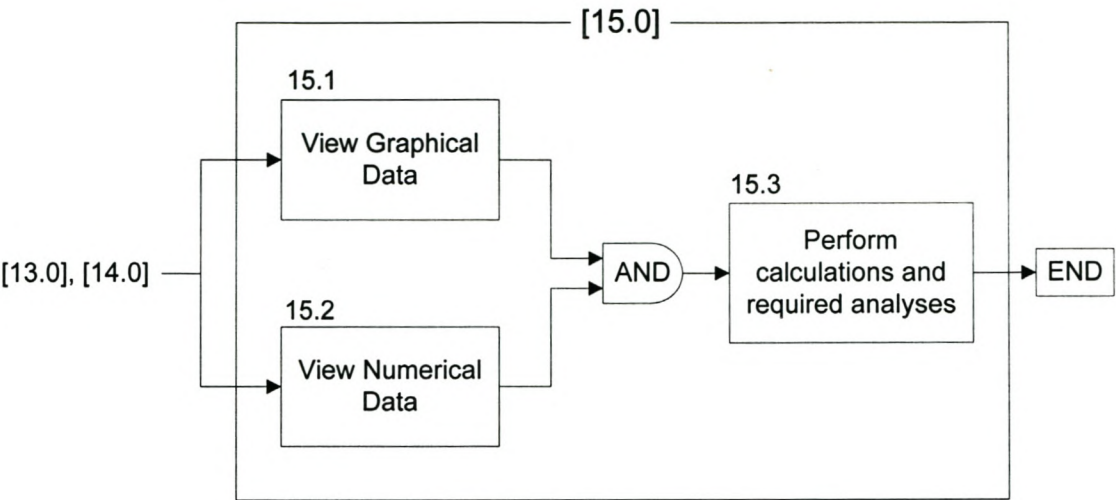 [15.0]
15.1
View Graphical
Data
15.3
Perform
calculations and
required analyses
[13.0], [14.0]
AND
END
15.2
View Numerical
Data